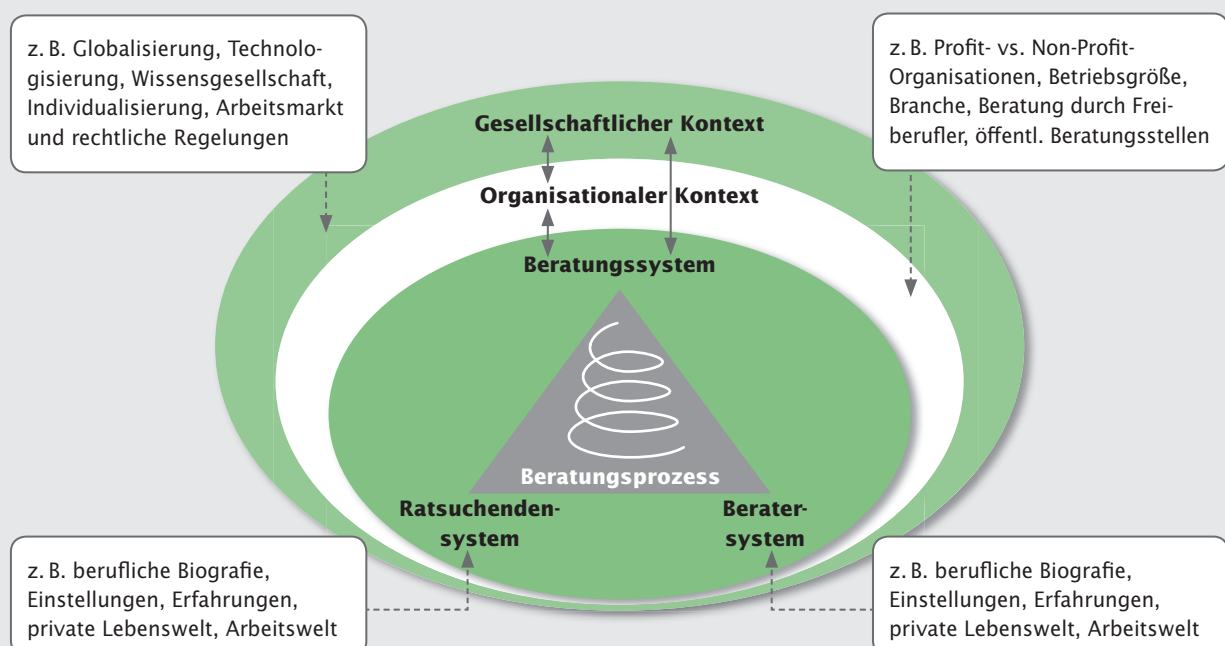 z. B. Globalisierung, Technolo-
gisierung, Wissensgesellschaft,
Individualisierung, Arbeitsmarkt
und rechtliche Regelungen
z. B. Profit- vs. Non-Profit-
Organisationen, Betriebsgröße,
Branche, Beratung durch Frei-
berufler, öffentl. Beratungsstellen
Gesellschaftlicher Kontext
Organisationaler Kontext
Beratungssystem
Beratungsprozess
Ratsuchenden-
system
Berater-
system
z. B. berufliche Biografie,
Einstellungen, Erfahrungen,
private Lebenswelt, Arbeitswelt
z. B. berufliche Biografie,
Einstellungen, Erfahrungen,
private Lebenswelt, Arbeitswelt